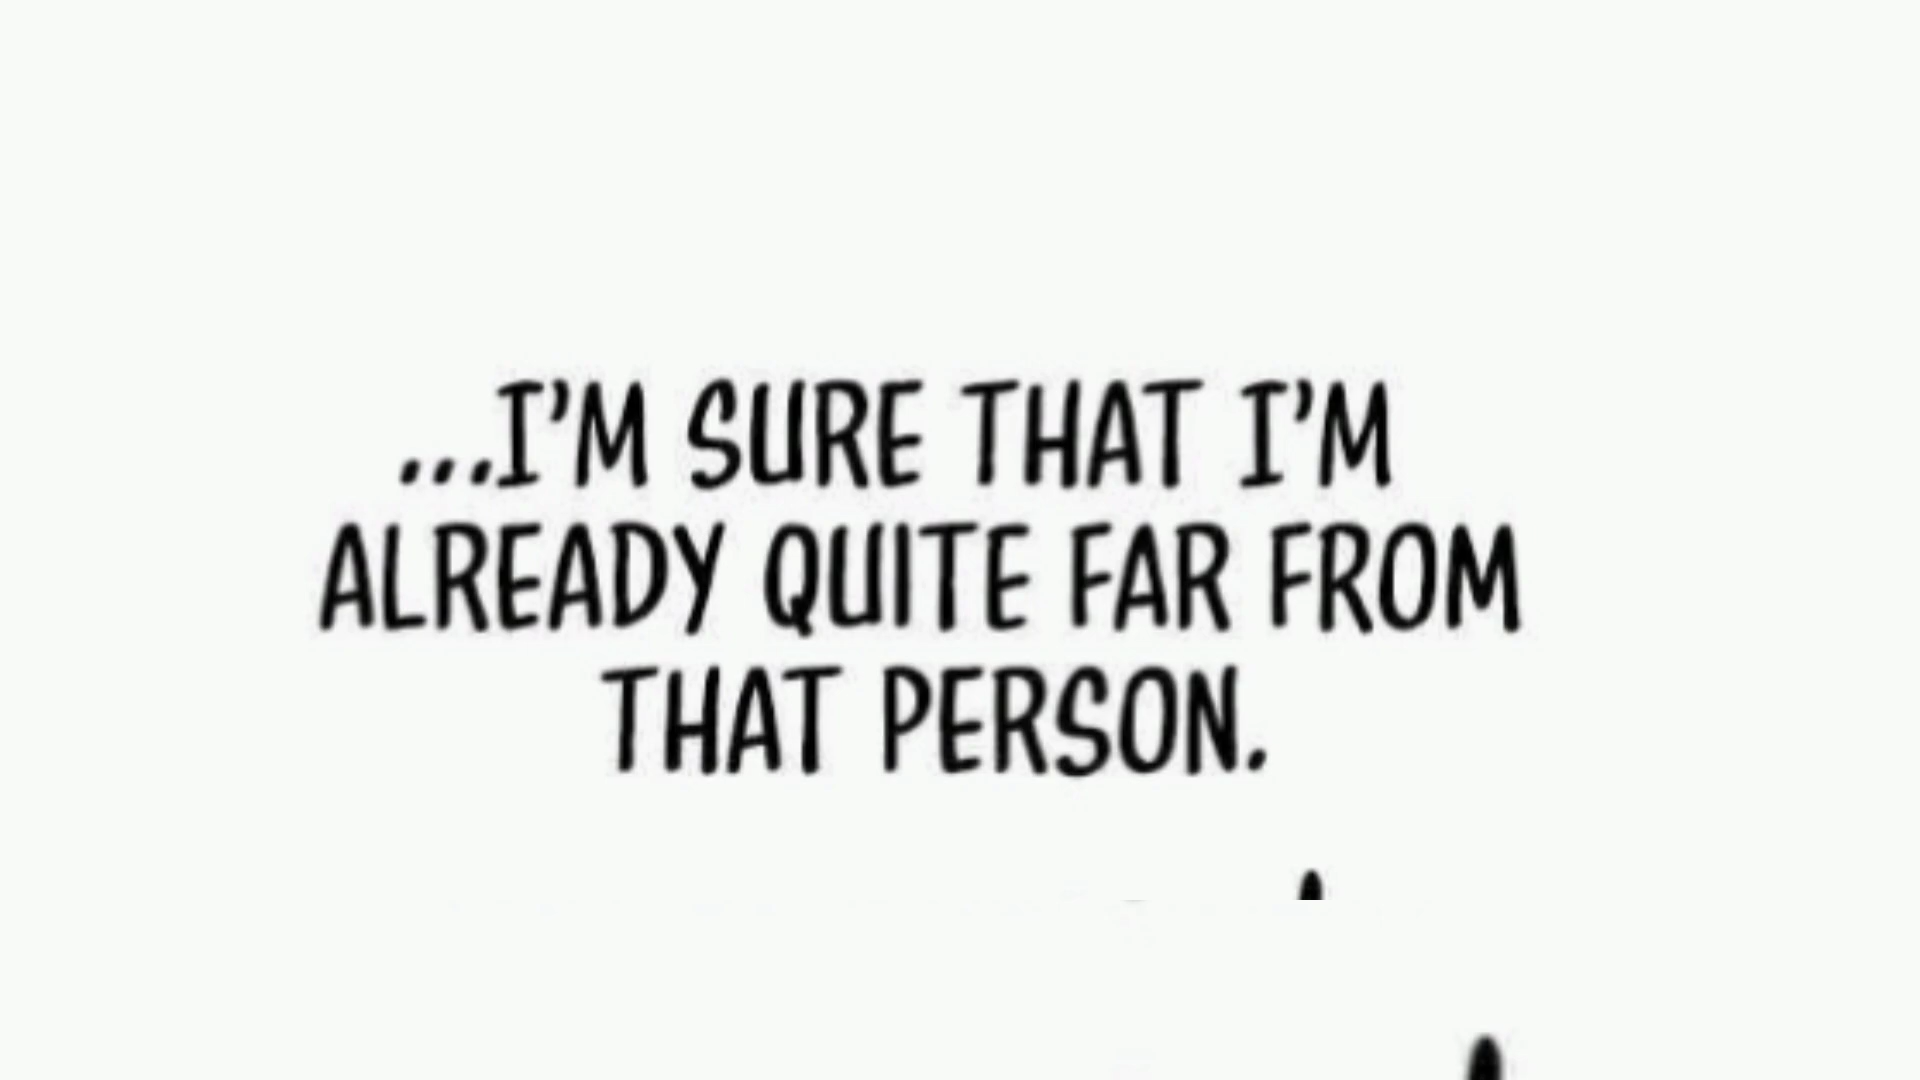 ...I'M SURE THAT I'M
ALREADY QUITE FAR FROM
THAT PERSON.